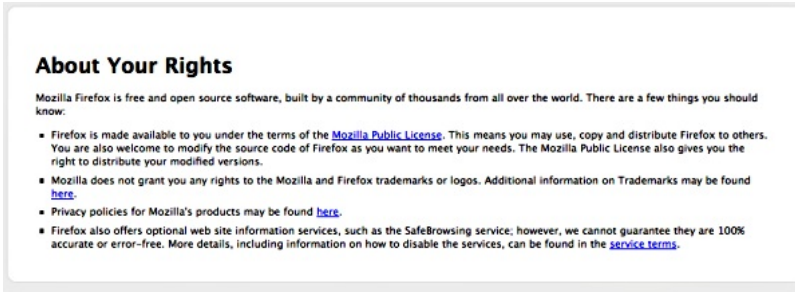 About Your Rights
Mozilla Firefox is free and open source software, built by a community of thousands from all over the world. There are a few things you should
know:
▪ Firefox is made available to you under the terms of the Mozilla Public License. This means you may use, copy and distribute Firefox to others.
You are also welcome to modify the source code of Firefox as you want to meet your needs. The Mozilla Public License also gives you the
right to distribute your modified versions.
▪ Mozilla does not grant you any rights to the Mozilla and Firefox trademarks or logos. Additional information on Trademarks may be found
here.
▪ Privacy policies for Mozilla's products may be found here.
▪ Firefox also offers optional web site information services, such as the SafeBrowsing service; however, we cannot guarantee they are 100%
accurate or error-free. More details, including information on how to disable the services, can be found in the service terms.